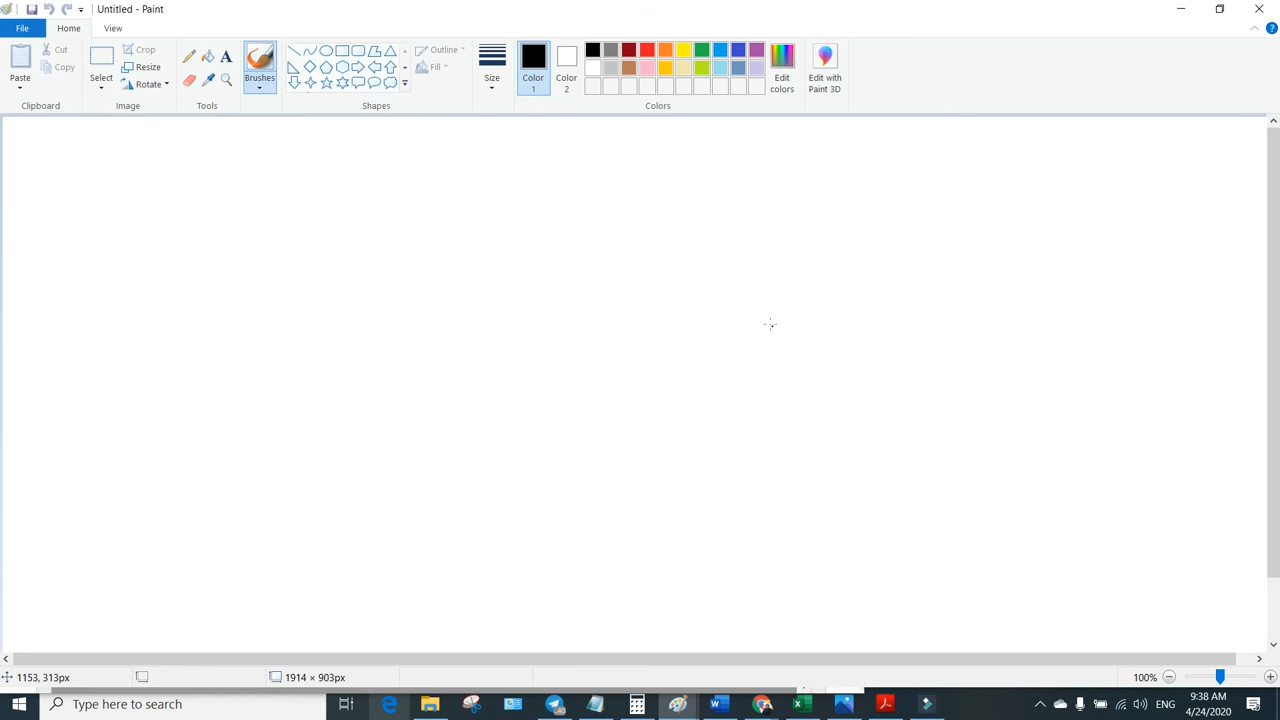 Untitled - Paint
File Home View
Paste
Cut
Copy
Clipboard
Select
Crop
Resize
Rotate
Image
Tools
Brushes
Shapes
Outline
Fill
Size
Color 1
Color 2
Colors
Edit colors
Edit with Paint 3D
1153, 313px
1914 × 903px
100%
Type here to search
ENG
9:38 AM
4/24/2020